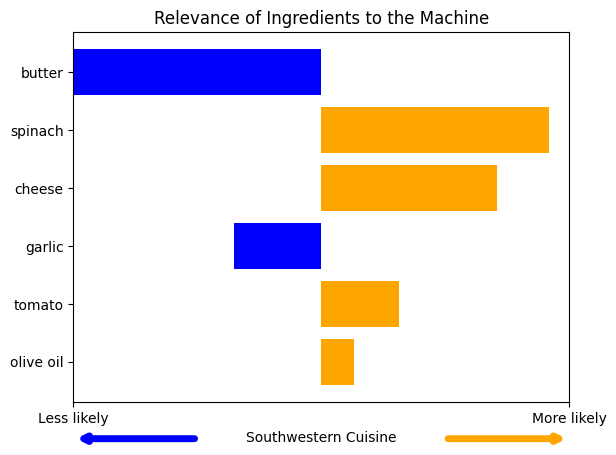 Relevance of Ingredients to the Machine
butter
spinach
cheese
garlic
tomato
olive oil
Less likely
More likely
Southwestern Cuisine